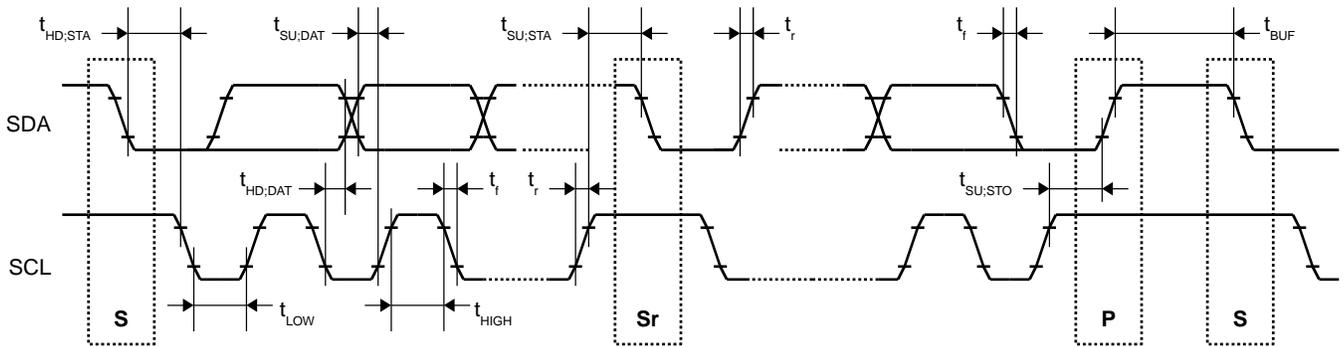 tHD;STA tSU;DAT tSU;STA tr tf tBUF
SDA
tHD;DAT tf tr tSU;STO
SCL
tLOW tHIGH
S Sr P S